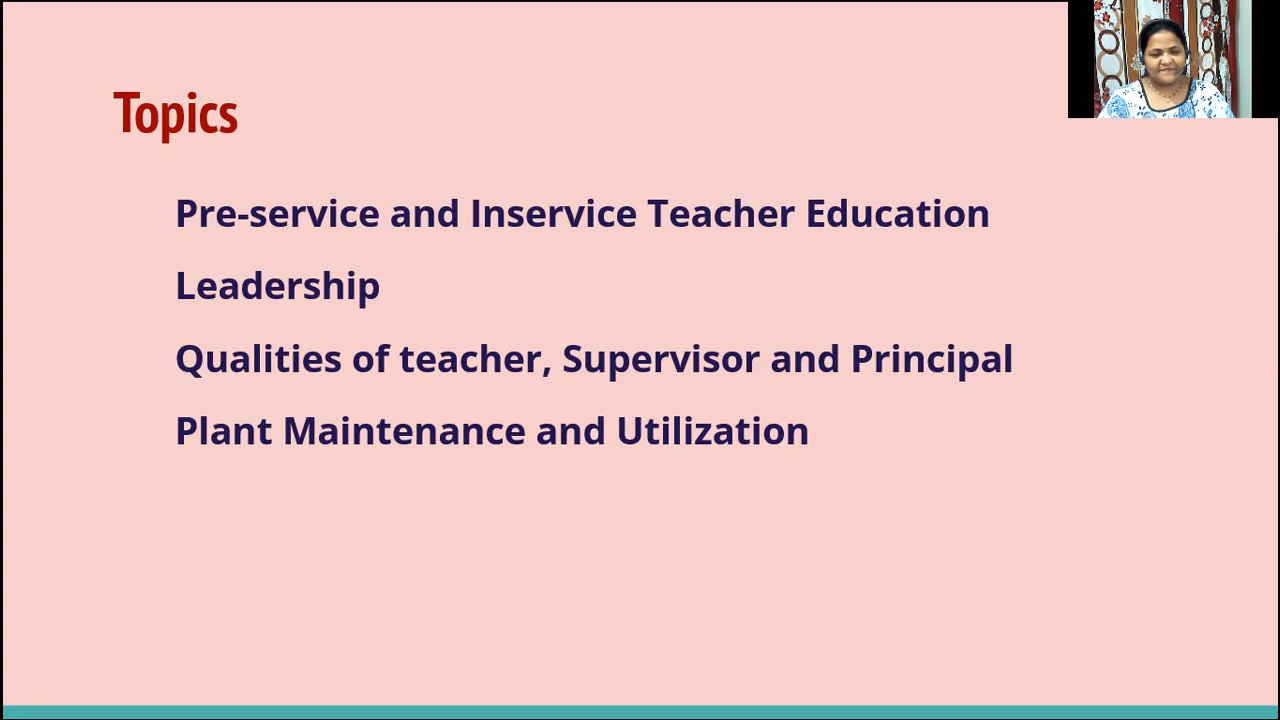 Topics
Pre-service and Inservice Teacher Education
Leadership
Qualities of teacher, Supervisor and Principal
Plant Maintenance and Utilization